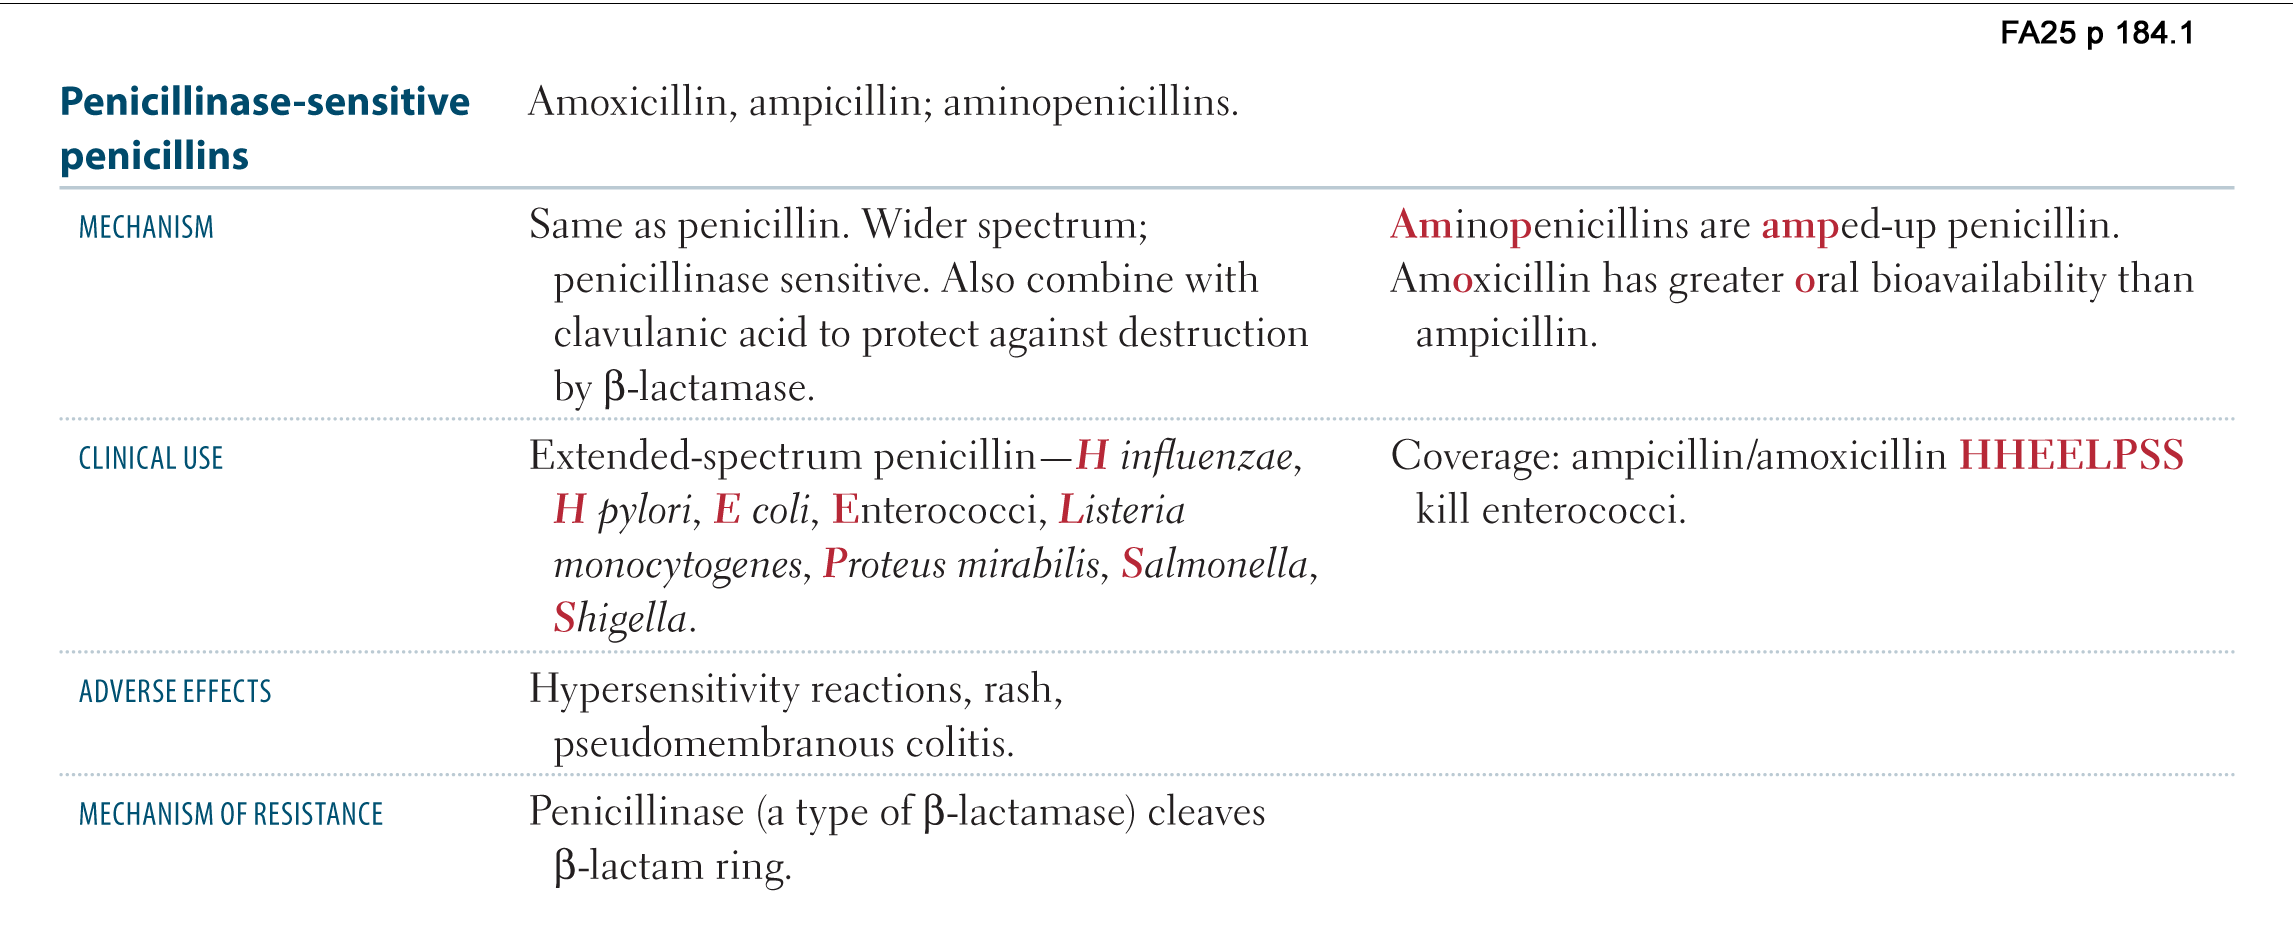 FA25 p 184.1
Penicillinase-sensitive
penicillins
Amoxicillin, ampicillin; aminopenicillins.
MECHANISM
Same as penicillin. Wider spectrum;
penicillinase sensitive. Also combine with
clavulanic acid to protect against destruction
by β-lactamase.
Aminopenicillins are amped-up penicillin.
Amoxicillin has greater oral bioavailability than
ampicillin.
CLINICAL USE
Extended-spectrum penicillin—H influenzae,
H pylori, E coli, Enterococci, Listeria
monocytogenes, Proteus mirabilis, Salmonella,
Shigella.
Coverage: ampicillin/amoxicillin HHEELPSS
kill enterococci.
ADVERSE EFFECTS
Hypersensitivity reactions, rash,
pseudomembranous colitis.
MECHANISM OF RESISTANCE
Penicillinase (a type of β-lactamase) cleaves
β-lactam ring.